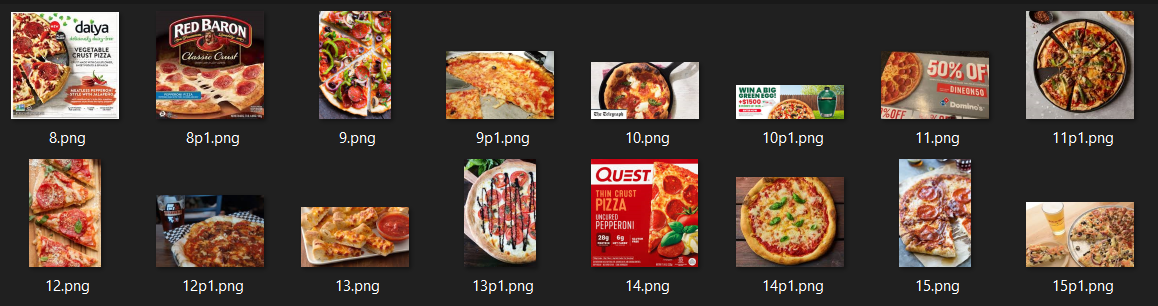 daiya
deliciously dairy-free
VEGETABLE
CRUST PIZZA
MEATLESS PEPPERONI
STYLE WITH JALAPEÑO
RED BARON
Classic Crust
PEPPERONI PIZZA
The Telegraph
WIN A BIG
GREEN EGG!
+$1500
50% OF
DINEON50
% OFF
Domino's
8.png
8p1.png
9.png
9p1.png
10.png
10p1.png
11.png
11p1.png
QUEST
THIN CRUST
PIZZA
UNCURED
PEPPERONI
28g
6g
12.png
12p1.png
13.png
13p1.png
14.png
14p1.png
15.png
15p1.png